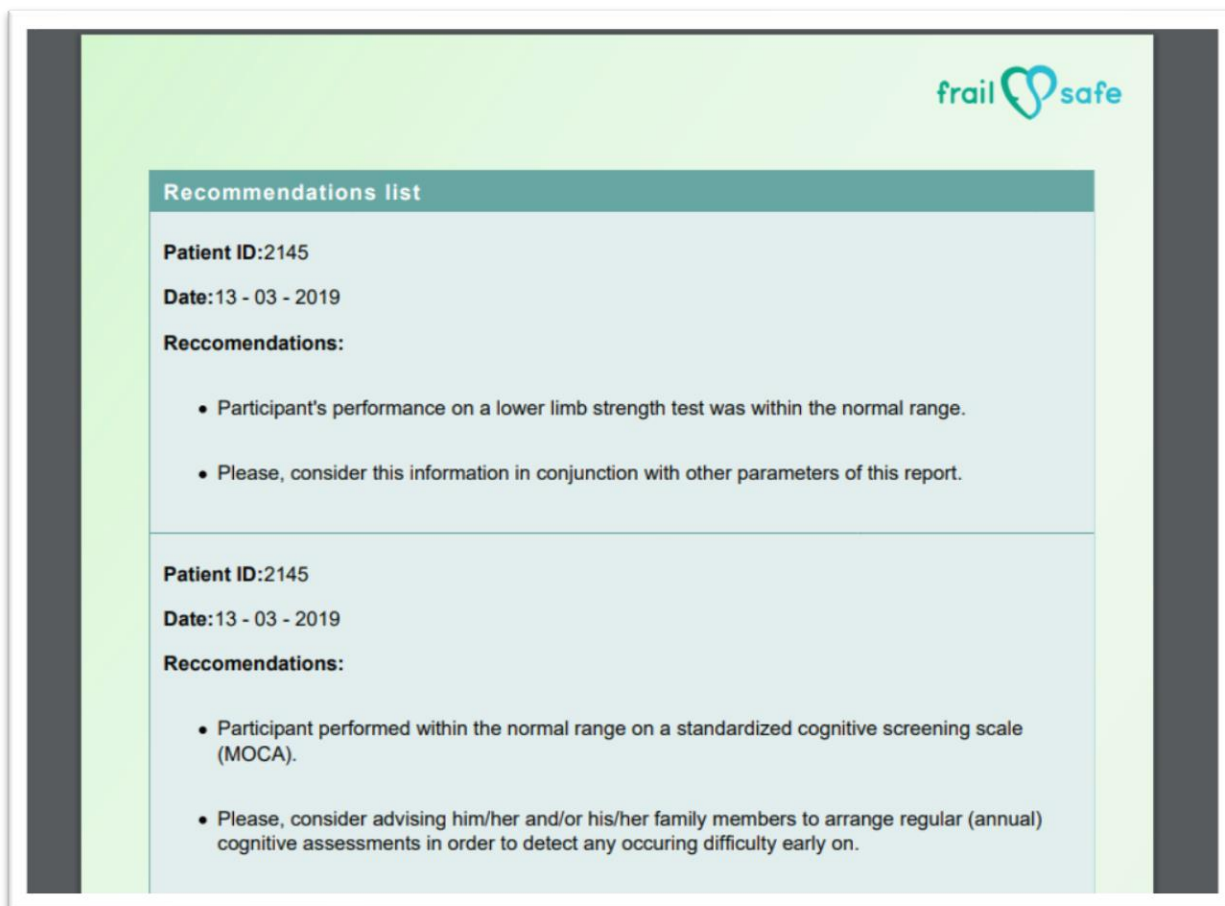 frail safe
Recommendations list
Patient ID:2145
Date:13 - 03 - 2019
Reccomendations:
• Participant's performance on a lower limb strength test was within the normal range.
• Please, consider this information in conjunction with other parameters of this report.
Patient ID:2145
Date:13 - 03 - 2019
Reccomendations:
• Participant performed within the normal range on a standardized cognitive screening scale
(MOCA).
• Please, consider advising him/her and/or his/her family members to arrange regular (annual)
cognitive assessments in order to detect any occuring difficulty early on.